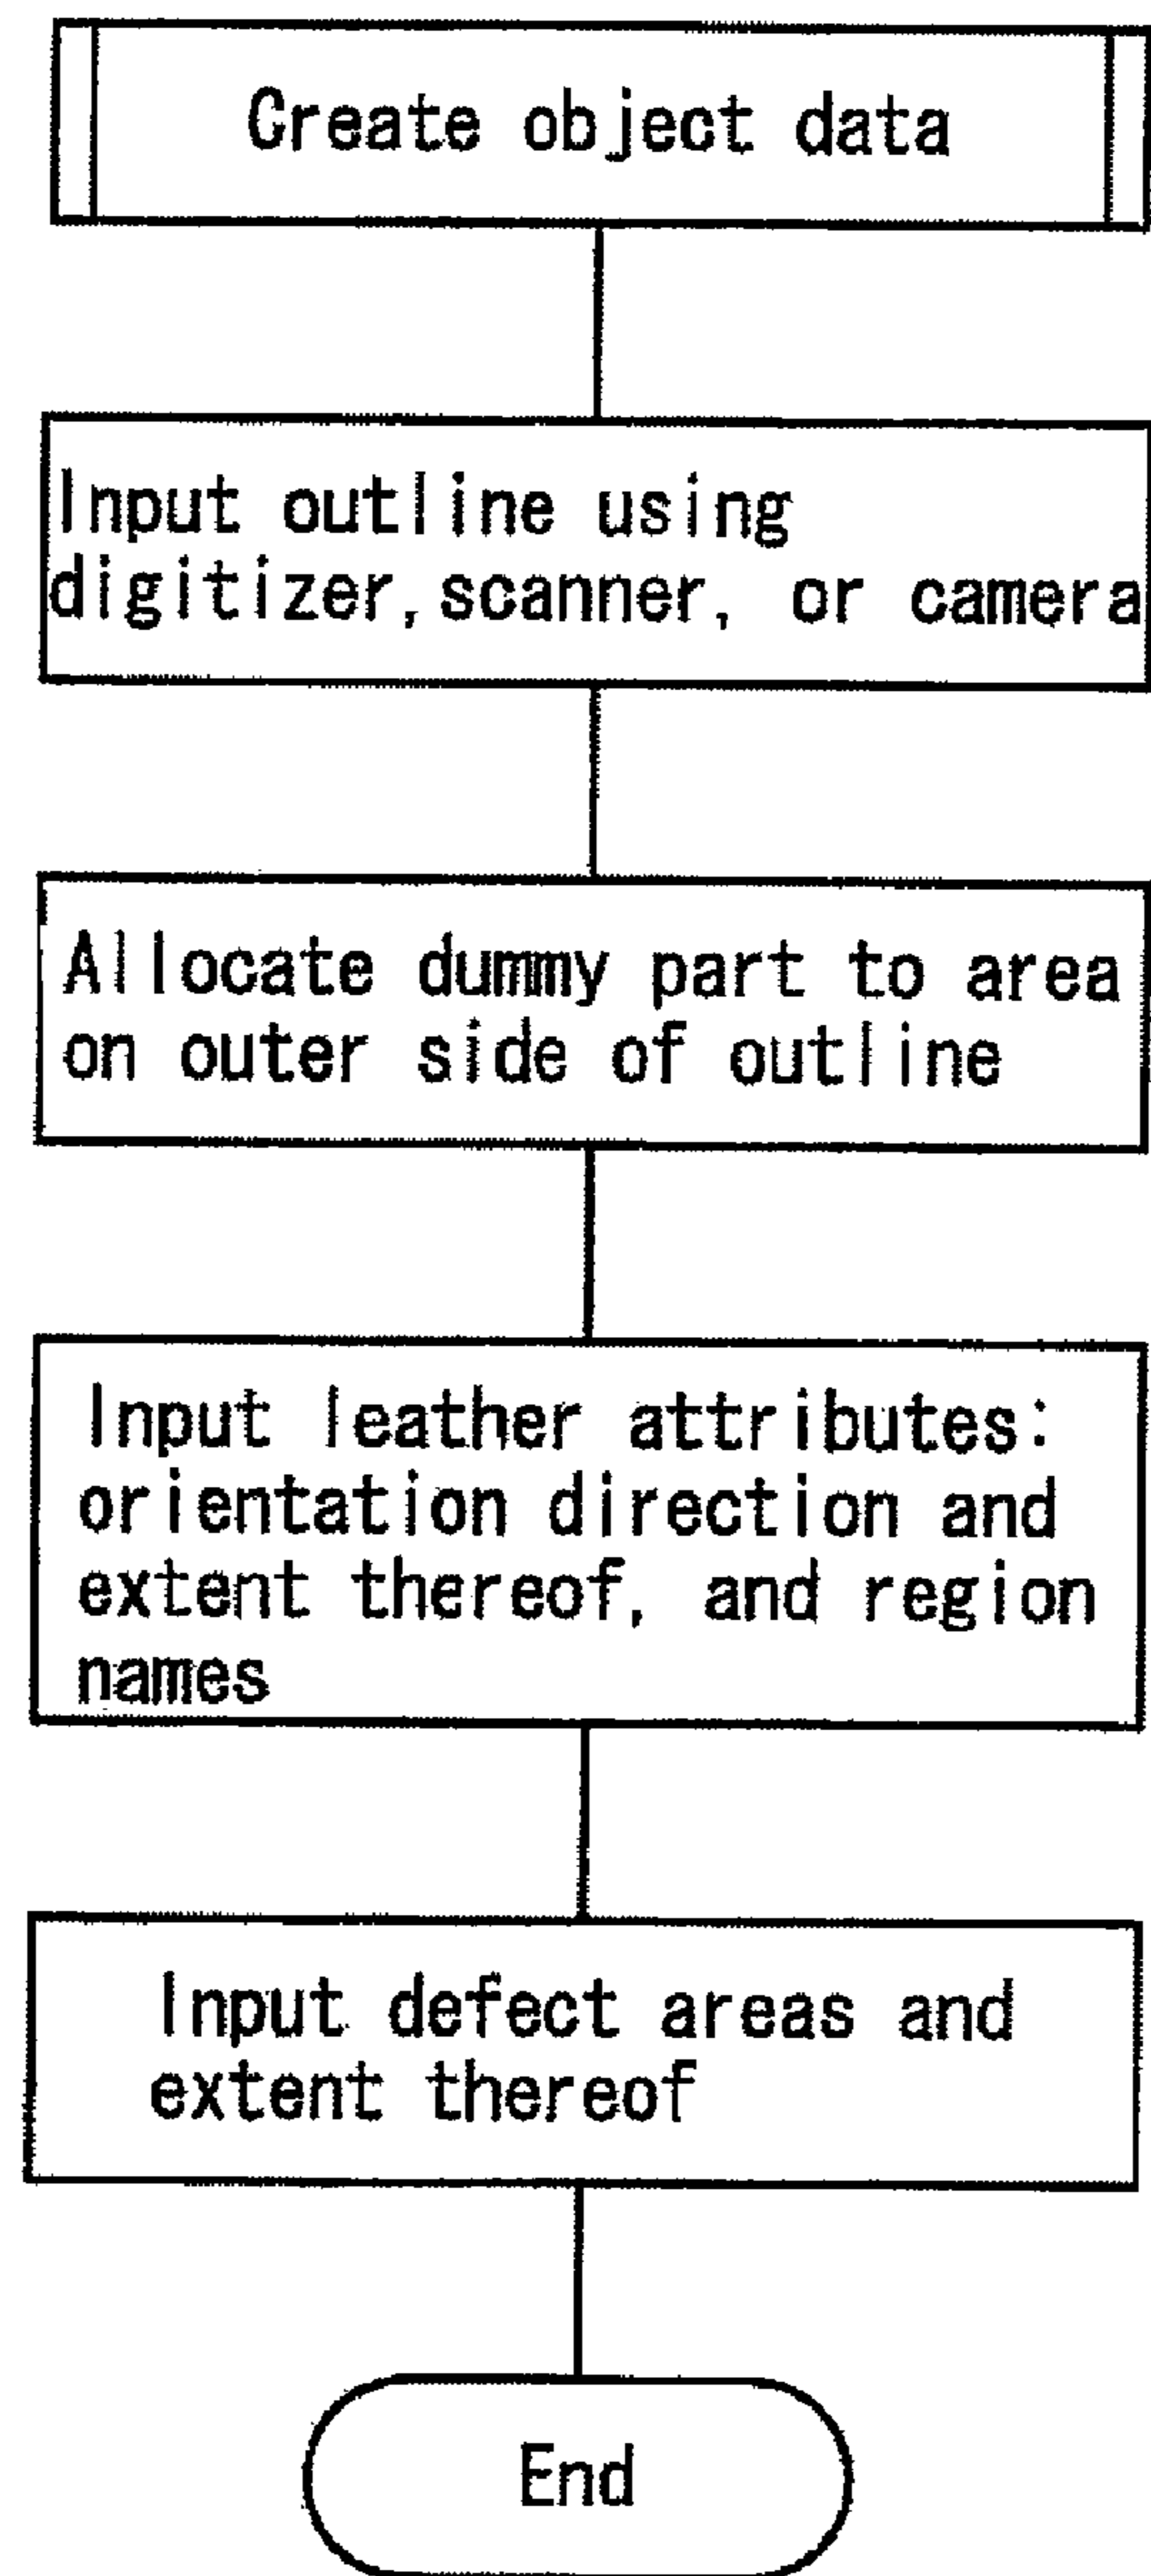 Create object data
Input outline using
digitizer, scanner, or camera
Allocate dummy part to area
on outer side of outline
Input leather attributes:
orientation direction and
extent thereof, and region
names
Input defect areas and
extent thereof
End